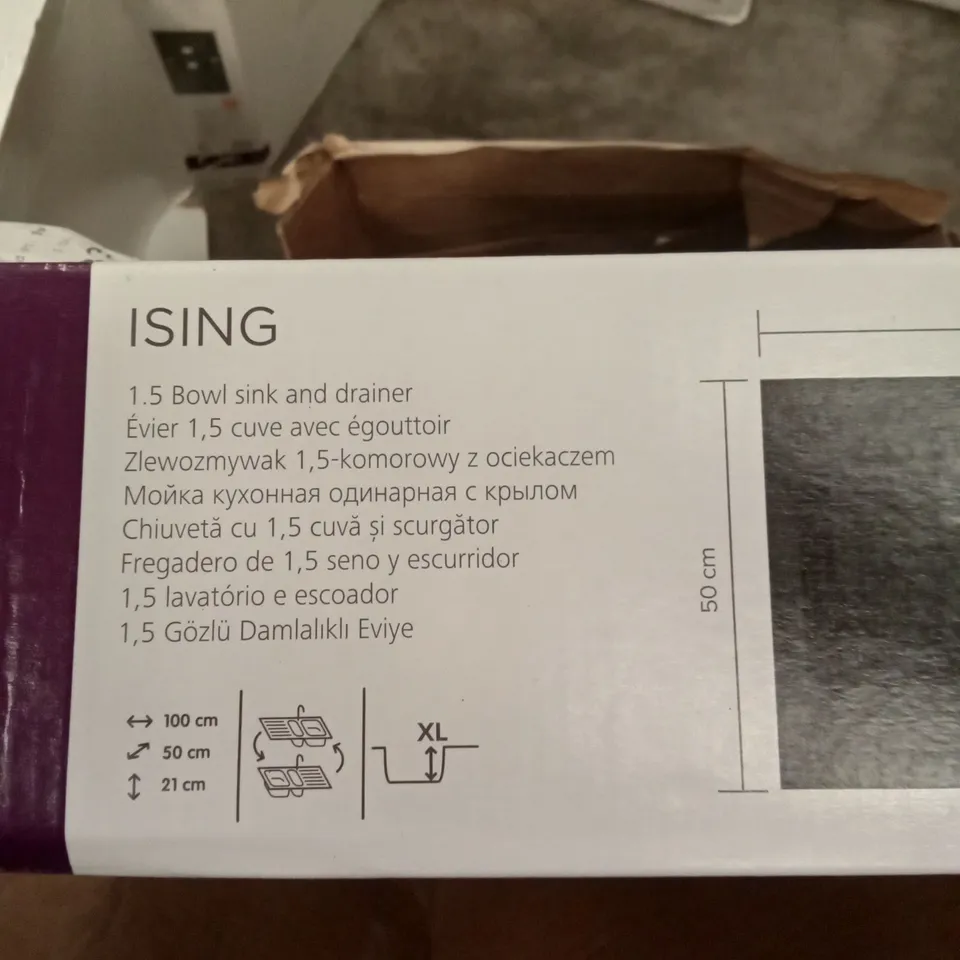 ISING
1.5 Bowl sink and drainer
Évier 1,5 cuve avec égouttoir
Zlewozmywak 1,5-komorowy z ociekaczem
Мойка кухонная одинарная с крылом
Chiuvetă cu 1,5 cuvă și scurgător
Fregadero de 1,5 seno y escurridor
1,5 lavatório e escoador
1,5 Gözlü Damlalıklı Eviye
50 cm
100 cm
50 cm
21 cm
XL